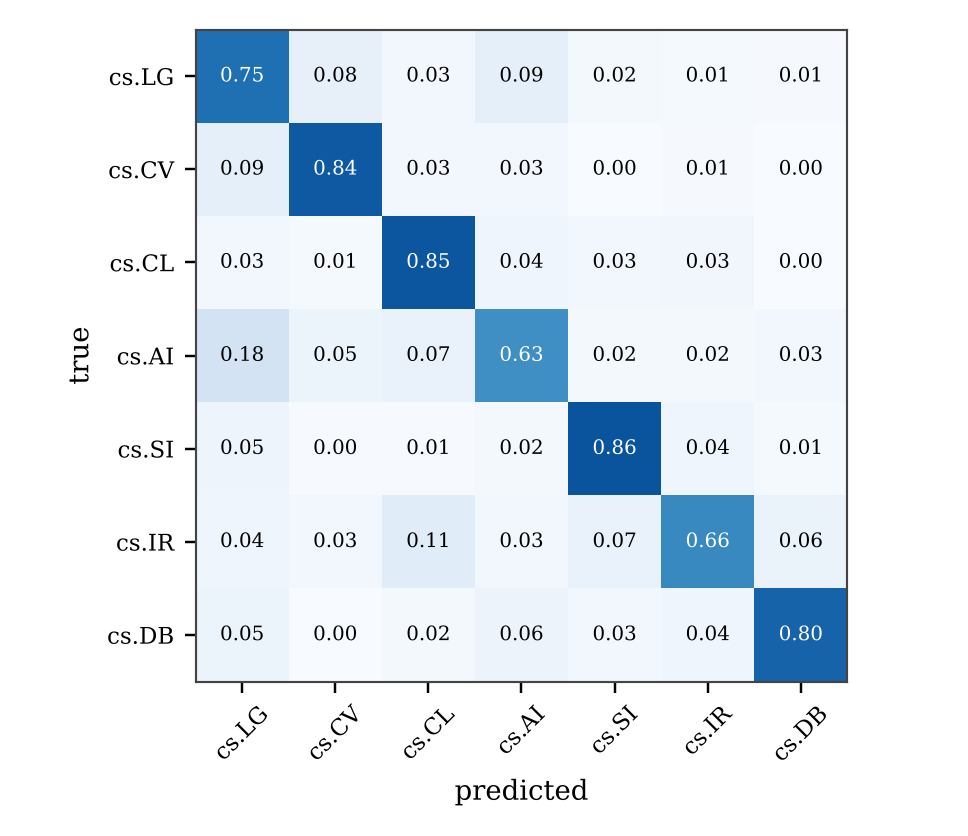 cs.LG 0.75 0.08 0.03 0.09 0.02 0.01 0.01
cs.CV 0.09 0.84 0.03 0.03 0.00 0.01 0.00
cs.CL 0.03 0.01 0.85 0.04 0.03 0.03 0.00
cs.AI 0.18 0.05 0.07 0.63 0.02 0.02 0.03
cs.SI 0.05 0.00 0.01 0.02 0.86 0.04 0.01
cs.IR 0.04 0.03 0.11 0.03 0.07 0.66 0.06
cs.DB 0.05 0.00 0.02 0.06 0.03 0.04 0.80
true
cs.LG cs.CV cs.CL cs.AI cs.SI cs.IR cs.DB
predicted